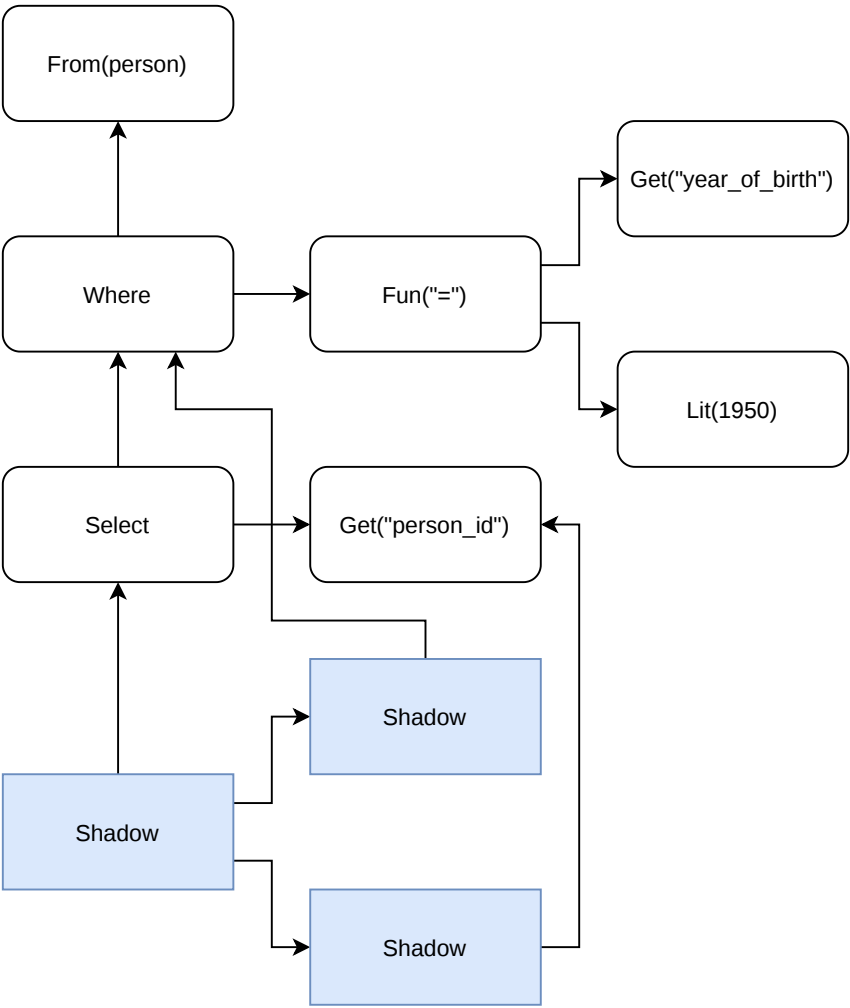 From(person)
Get("year_of_birth")
Where
Fun("=")
Lit(1950)
Select
Get("person_id")
Shadow
Shadow
Shadow